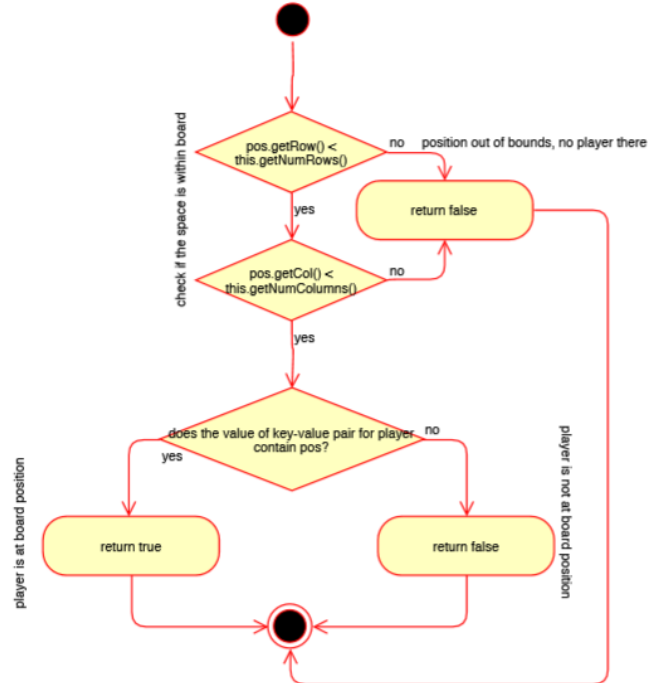 pos.getRow() <
this.getNumRows()
no
position out of bounds, no player there
check if the space is within board
yes
return false
pos.getCol() <
this.getNumColumns()
no
yes
does the value of key-value pair for player
contain pos?
no
yes
player is at board position
return true
return false
player is not at board position